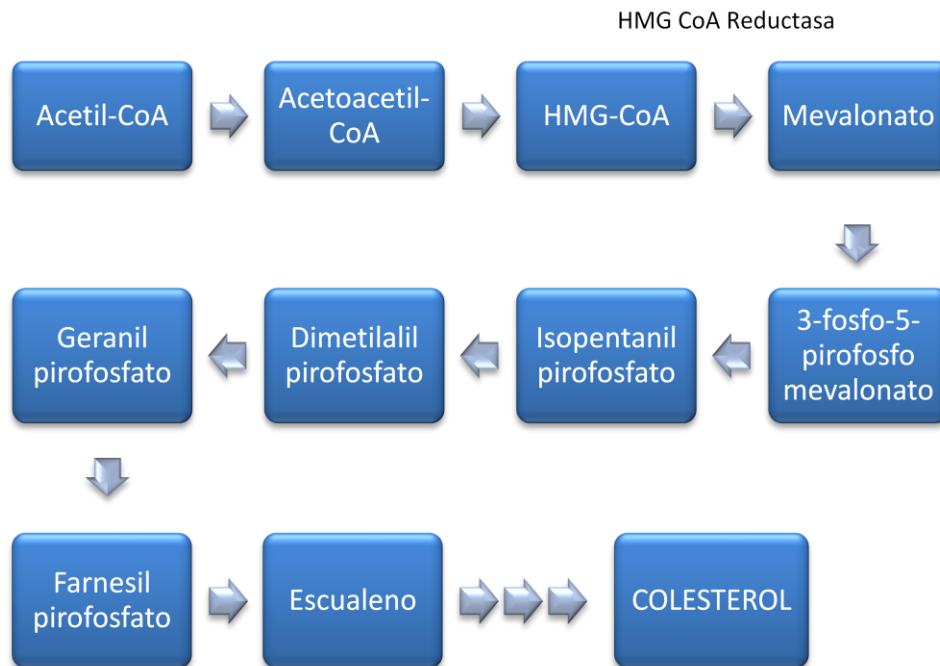 HMG CoA Reductasa
Acetil-CoA
Acetoacetil-
CoA
HMG-CoA
Mevalonato
3-fosfo-5-
pirofosfo
mevalonato
Isopentanil
pirofosfato
Dimetilalil
pirofosfato
Geranil
pirofosfato
Farnesil
pirofosfato
Escualeno
COLESTEROL